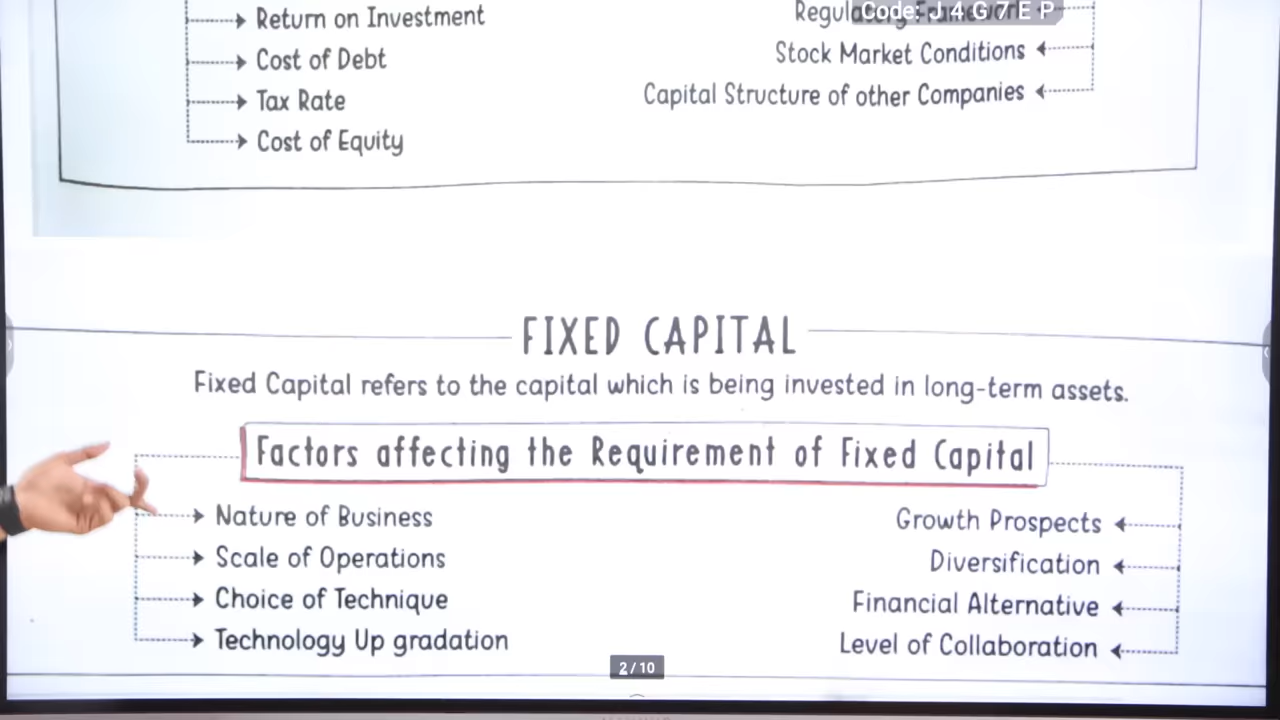 Return on Investment
Cost of Debt
Tax Rate
Cost of Equity
Code: J 4 G 7 E P
Stock Market Conditions
Capital Structure of other Companies
FIXED CAPITAL
Fixed Capital refers to the capital which is being invested in long-term assets.
Factors affecting the Requirement of Fixed Capital
Nature of Business
Scale of Operations
Choice of Technique
Technology Up gradation
Growth Prospects
Diversification
Financial Alternative
Level of Collaboration
2 / 10